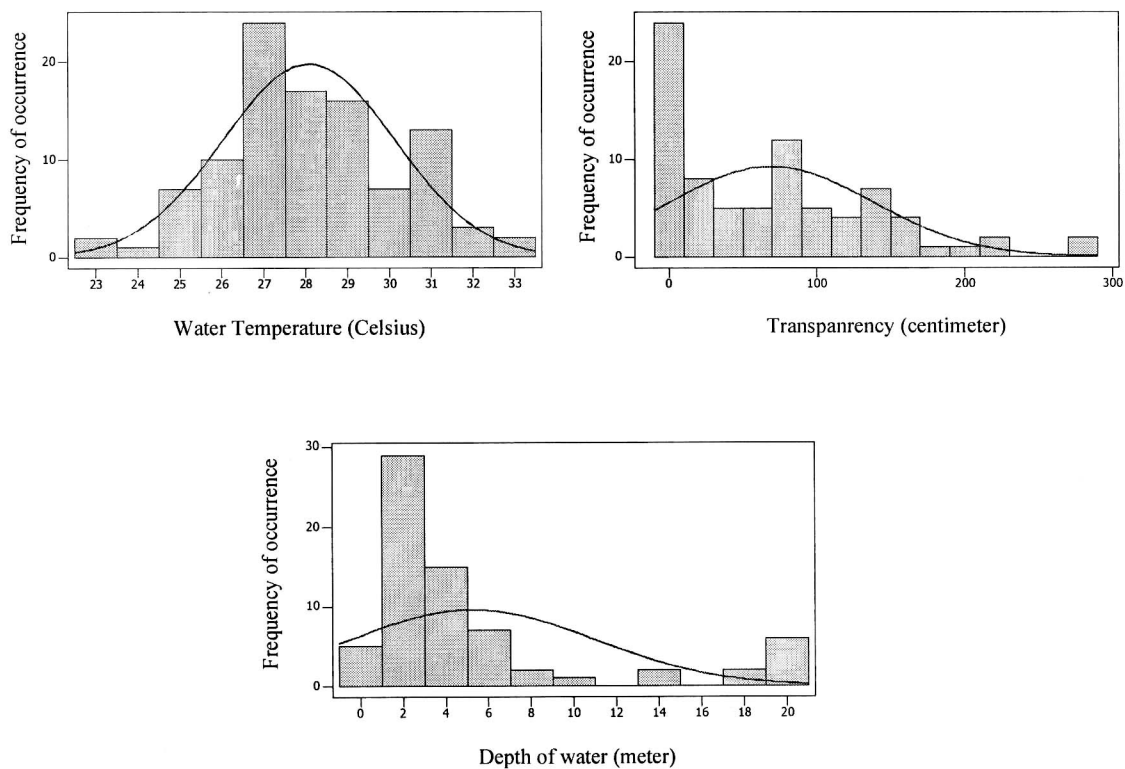 Frequency of occurrence
20
10
0
23 24 25 26 27 28 29 30 31 32 33
Water Temperature (Celsius)
Frequency of occurrence
20
10
0
0 100 200 300
Transpanrency (centimeter)
Frequency of occurrence
30
20
10
0
0 2 4 6 8 10 12 14 16 18 20
Depth of water (meter)